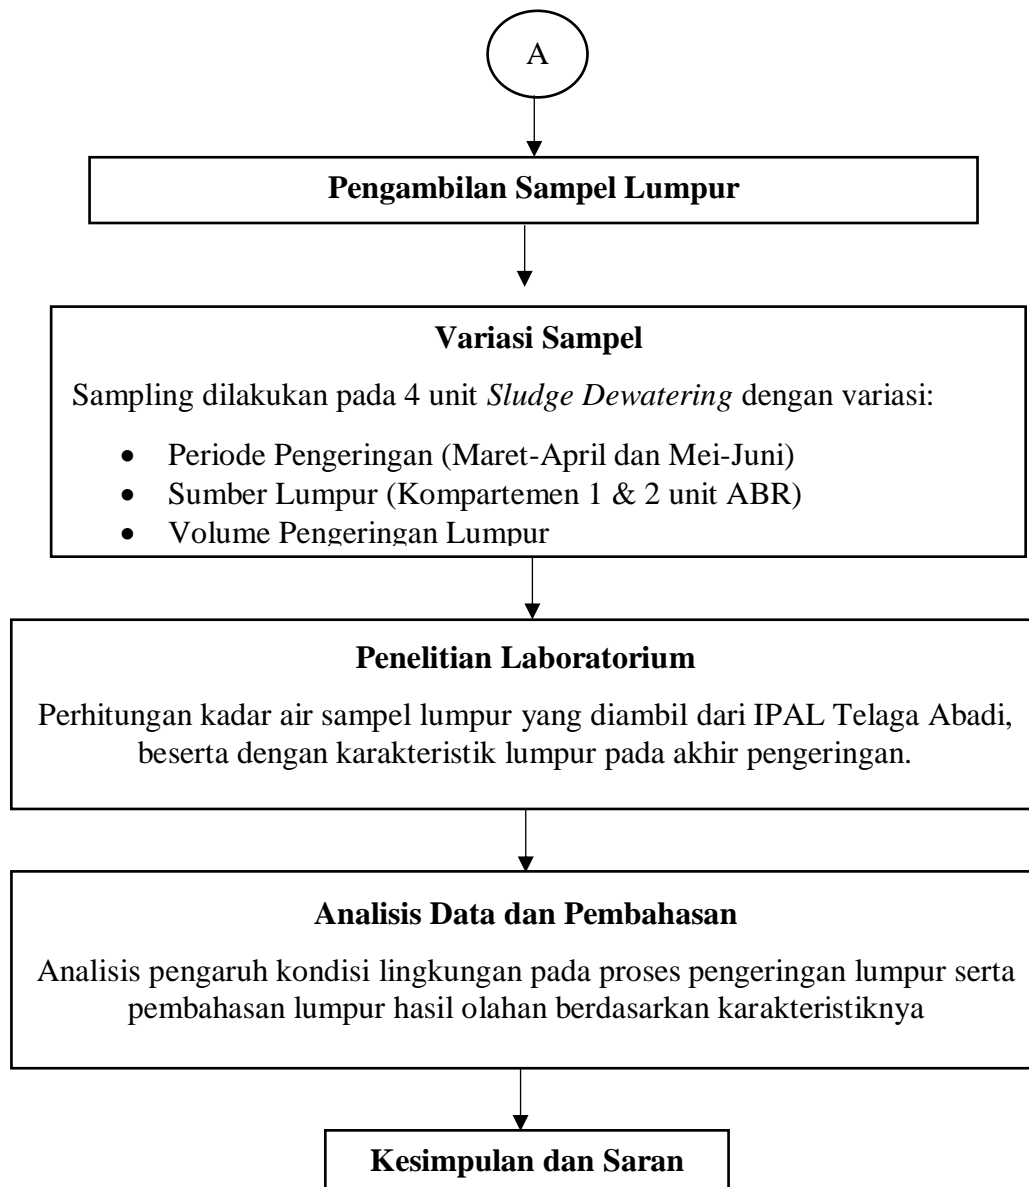 A
Pengambilan Sampel Lumpur
Variasi Sampel
Sampling dilakukan pada 4 unit Sludge Dewatering dengan variasi:
• Periode Pengeringan (Maret-April dan Mei-Juni)
• Sumber Lumpur (Kompartemen 1 & 2 unit ABR)
• Volume Pengeringan Lumpur
Penelitian Laboratorium
Perhitungan kadar air sampel lumpur yang diambil dari IPAL Telaga Abadi,
beserta dengan karakteristik lumpur pada akhir pengeringan.
Analisis Data dan Pembahasan
Analisis pengaruh kondisi lingkungan pada proses pengeringan lumpur serta
pembahasan lumpur hasil olahan berdasarkan karakteristiknya
Kesimpulan dan Saran